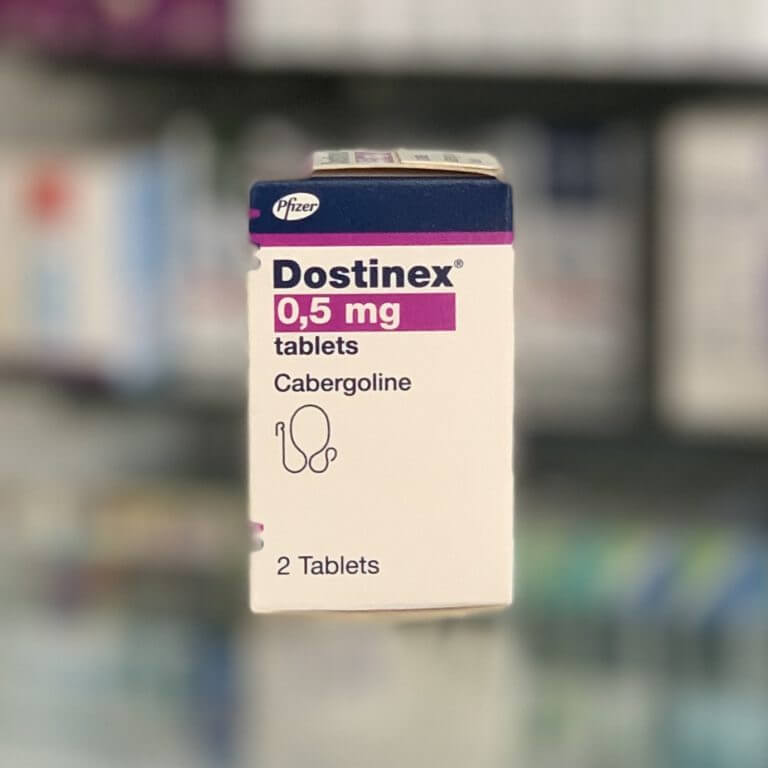 Pfizer
Dostinex®
0,5 mg
tablets
Cabergoline
2 Tablets